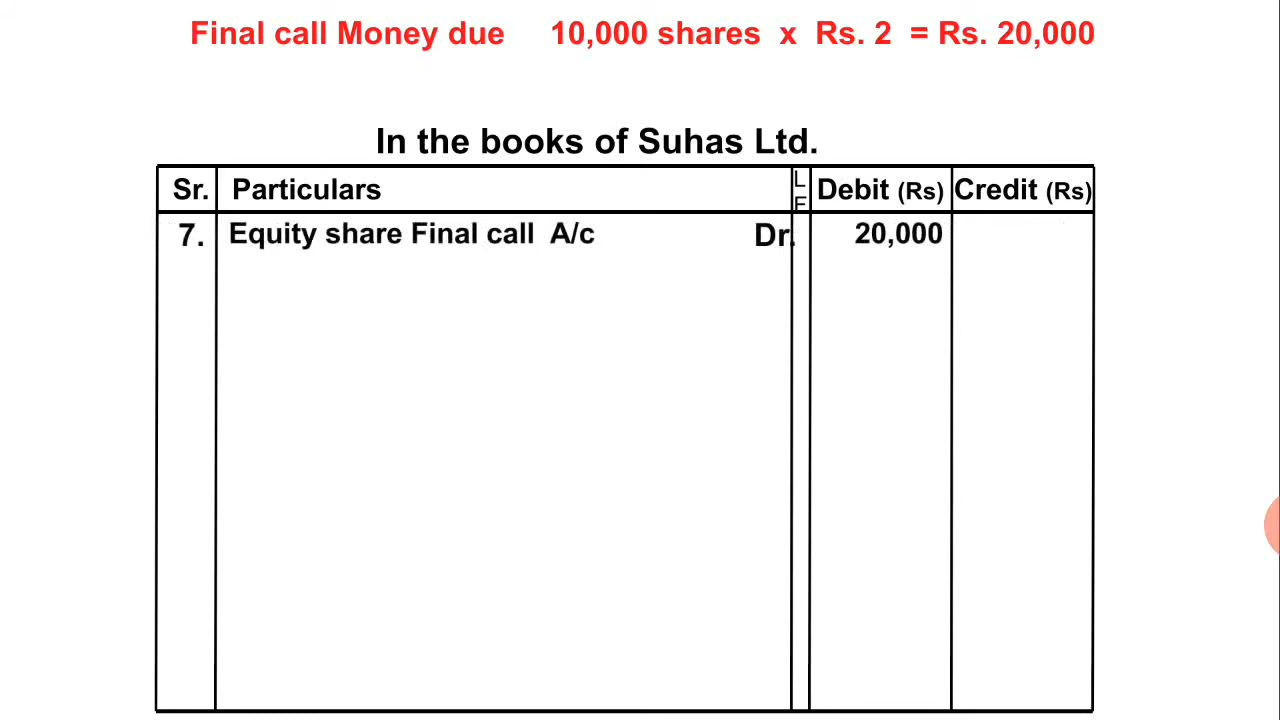 Final call Money due 10,000 shares x Rs. 2 = Rs. 20,000
In the books of Suhas Ltd.
Sr. Particulars L F Debit (Rs) Credit (Rs)
7. Equity share Final call A/c Dr. 20,000